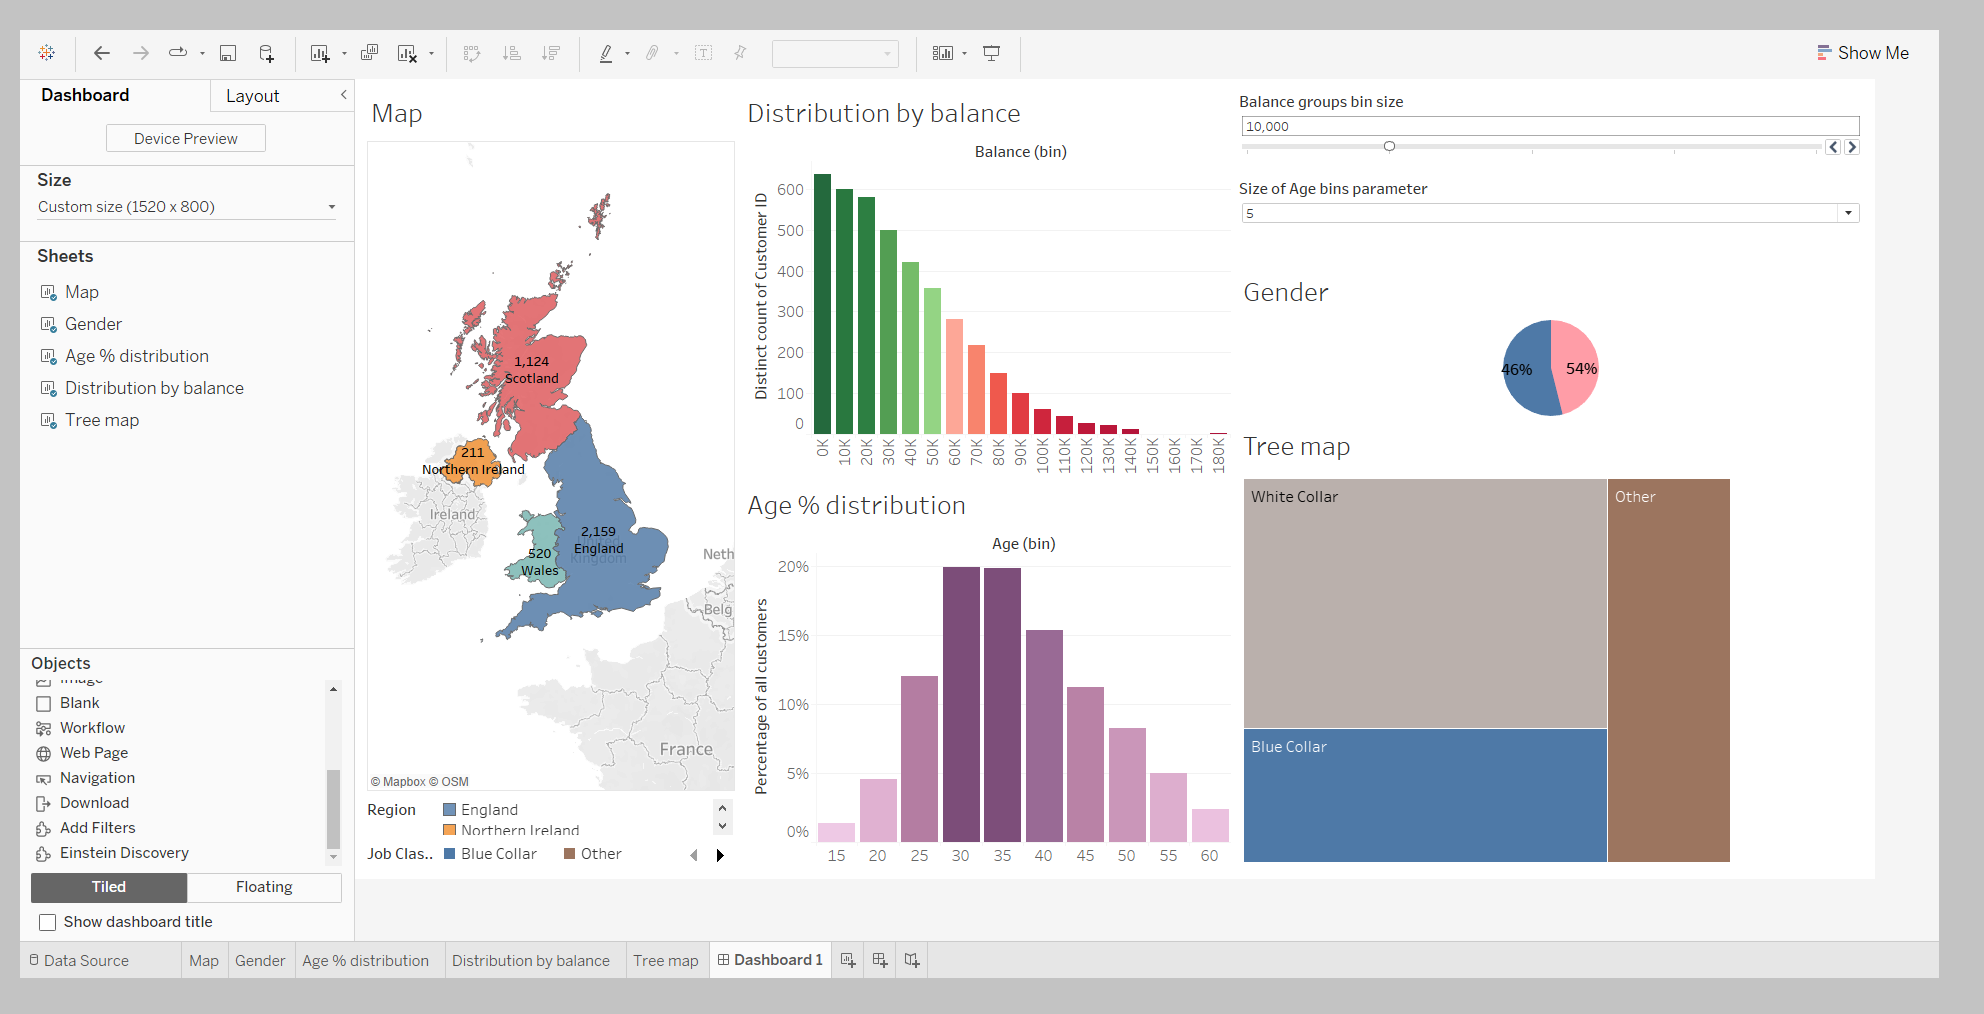 Show Me
Dashboard
Layout
Device Preview
Size
Custom size (1520 x 800)
Sheets
Map
Gender
Age % distribution
Distribution by balance
Tree map
Objects
Image
Blank
Workflow
Web Page
Navigation
Download
Add Filters
Einstein Discovery
Tiled
Floating
Show dashboard title
Map
1,124
Scotland
211
Northern Ireland
Ireland
2,159
England
United
Kingdom
520
Wales
Neth
Belg
France
© Mapbox © OSM
Region
England
Northern Ireland
Job Clas..
Blue Collar
Other
Distribution by balance
Balance (bin)
Distinct count of Customer ID
600
500
400
300
200
100
0
0K 10K 20K 30K 40K 50K 60K 70K 80K 90K 100K 110K 120K 130K 140K 150K 160K 170K 180K
Age % distribution
Age (bin)
Percentage of all customers
20%
15%
10%
5%
0%
15 20 25 30 35 40 45 50 55 60
Balance groups bin size
10,000
Size of Age bins parameter
5
Gender
46%
54%
Tree map
White Collar
Other
Blue Collar
Data Source
Map
Gender
Age % distribution
Distribution by balance
Tree map
Dashboard 1